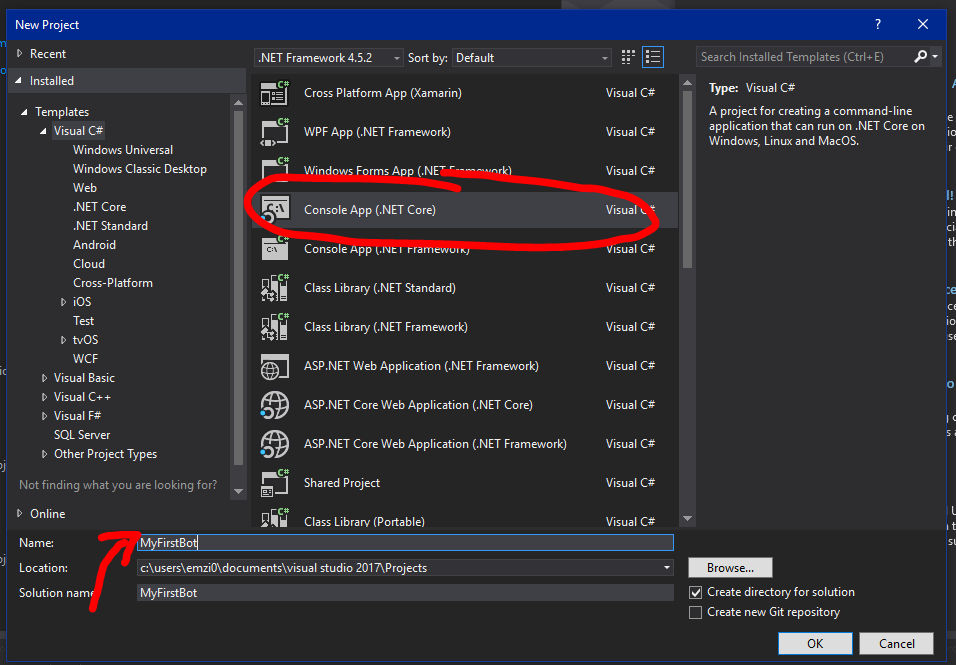 New Project
?
Recent
Installed
Templates
Visual C#
Windows Universal
Windows Classic Desktop
Web
.NET Core
.NET Standard
Android
Cloud
Cross-Platform
iOS
Test
tvOS
WCF
Visual Basic
Visual C++
Visual F#
SQL Server
Other Project Types
Not finding what you are looking for?
Online
.NET Framework 4.5.2
Sort by: Default
Cross Platform App (Xamarin) Visual C#
WPF App (.NET Framework) Visual C#
Windows Forms App (.NET Framework) Visual C#
Console App (.NET Core) Visual C#
Console App (.NET Framework) Visual C#
Class Library (.NET Standard) Visual C#
Class Library (.NET Framework) Visual C#
ASP.NET Web Application (.NET Framework) Visual C#
ASP.NET Core Web Application (.NET Core) Visual C#
ASP.NET Core Web Application (.NET Framework) Visual C#
Shared Project Visual C#
Class Library (Portable) Visual C#
Search Installed Templates (Ctrl+E)
Type: Visual C#
A project for creating a command-line
application that can run on .NET Core on
Windows, Linux and MacOS.
Name: MyFirstBot
Location: c:\users\emzi0\documents\visual studio 2017\Projects
Browse...
Solution name MyFirstBot
Create directory for solution
Create new Git repository
OK Cancel